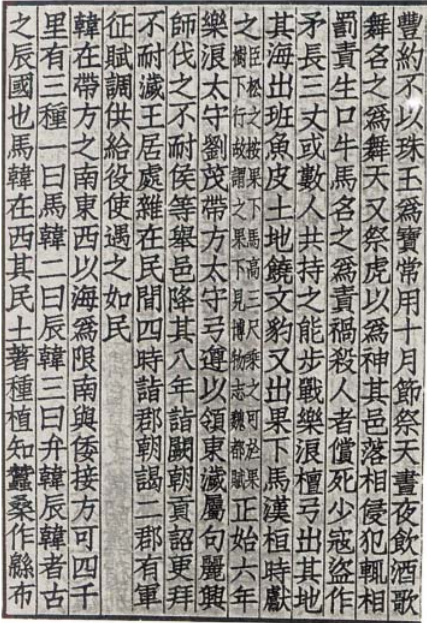 豐約不以珠玉爲寶常用十月節祭天晝夜飲酒歌
舞名之爲舞天又祭虎以爲神其邑落相侵犯輒相
罰責生口牛馬名之爲責禍殺人者償死少寇盜作
矛長三丈或數人共持之能步戰樂浪檀弓出其地
其海出班魚皮土地饒文豹又出果下馬漢桓時獻
之臣松之按果下馬高三尺乘之可於果樹下行故謂之果下見博物志魏都賦正始六年
樂浪太守劉茂帶方太守弓遵以領東濊屬句麗興
師伐之不耐侯等舉邑降其八年詣闕朝貢詔更拜
不耐濊王居處雜在民間四時詣郡朝謁二郡有軍
征賦調供給役使遇之如民
韓在帶方之南東西以海爲限南與倭接方可四千
里有三種一曰馬韓二曰辰韓三曰弁韓辰韓者古
之辰國也馬韓在西其民土著種植知蠶桑作緜布